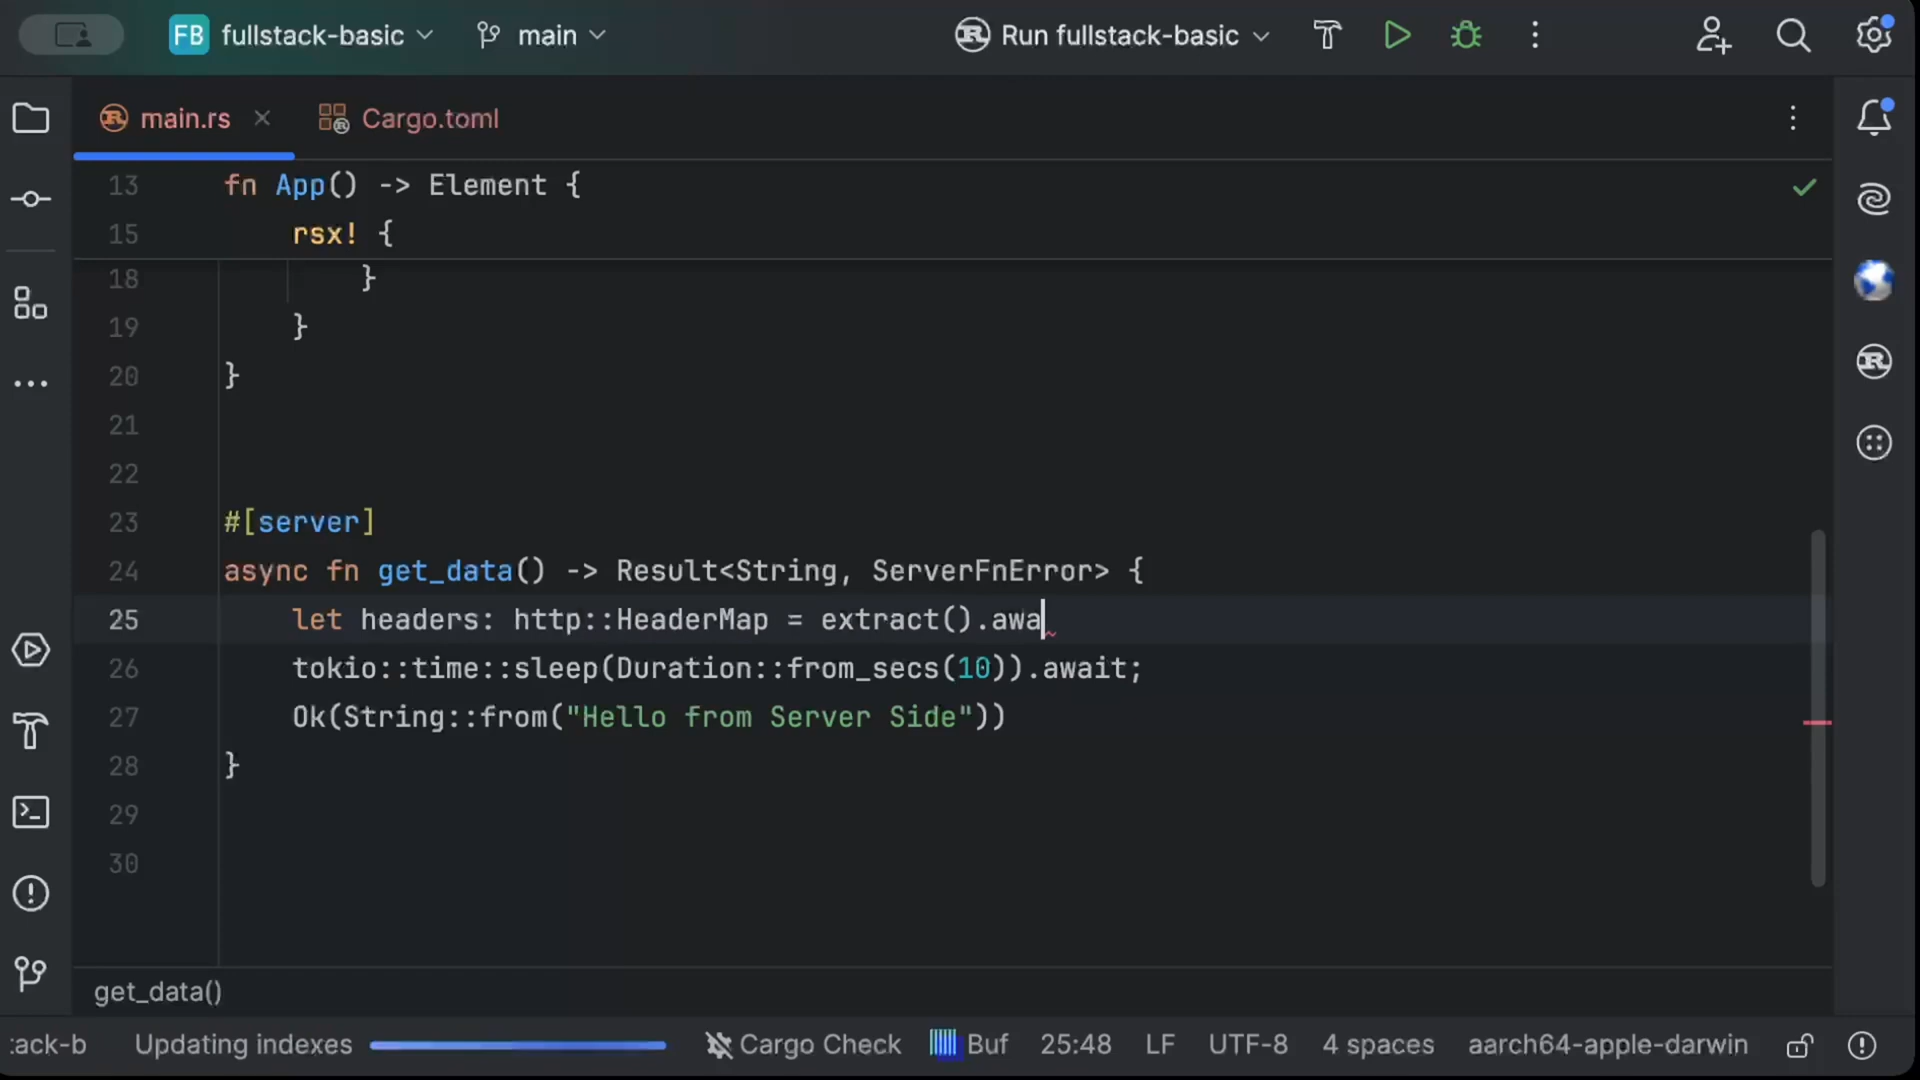 FB fullstack-basic main Run fullstack-basic
main.rs Cargo.toml
13 fn App() -> Element {
15 rsx! {
18 }
19 }
20 }
21
22
23 #[server]
24 async fn get_data() -> Result<String, ServerFnError> {
25 let headers: http::HeaderMap = extract().awa
26 tokio::time::sleep(Duration::from_secs(10)).await;
27 Ok(String::from("Hello from Server Side"))
28 }
29
30
get_data()
:ack-b Updating indexes Cargo Check Buf 25:48 LF UTF-8 4 spaces aarch64-apple-darwin